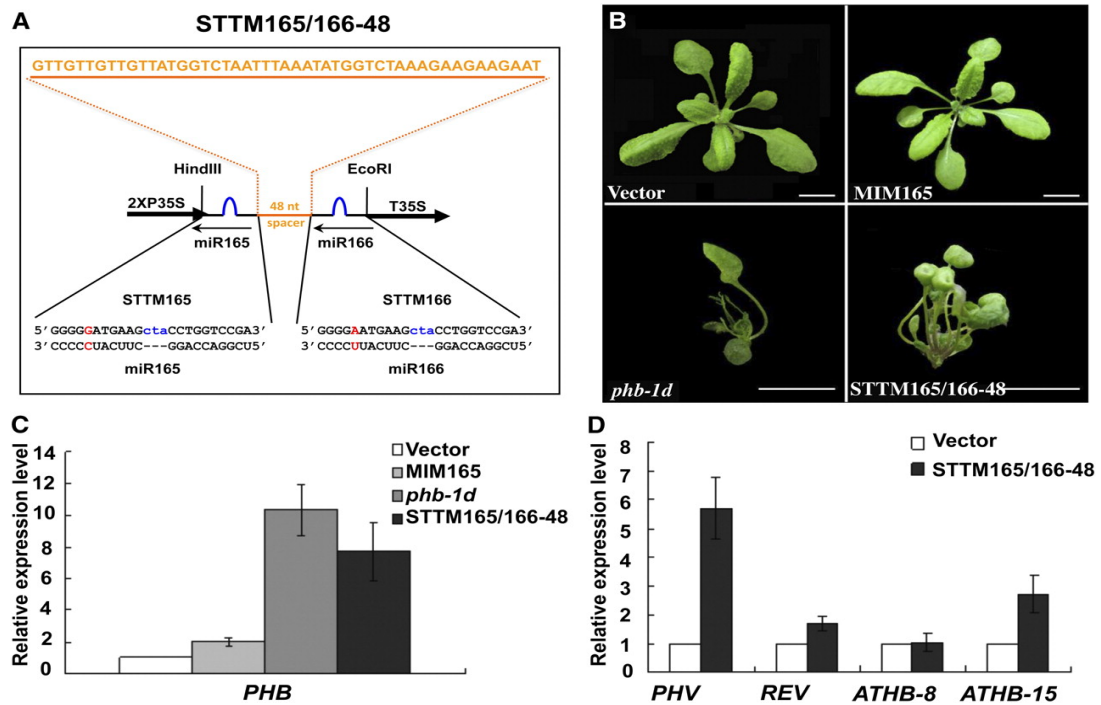 A
STTM165/166-48
GTTGTTGTTGTTATGGTCTAATTTAAATATGGTCTAAAGAAGAAGAAT
HindIII
EcoRI
2XP35S
48 nt
spacer
T35S
miR165
miR166
STTM165
STTM166
5'GGGGGATGAAGctaCCTGGTCCGA3'
3'CCCCCUACUUC---GGACCAGGCU5'
miR165
5'GGGGAATGAAGctaCCTGGTCCGA3'
3'CCCCUUACUUC---GGACCAGGCU5'
miR166
B
Vector
MIM165
phb-1d
STTM165/166-48
C
Relative expression level
14
12
10
8
6
4
2
0
Vector
MIM165
phb-1d
STTM165/166-48
PHB
D
Relative expression level
8
7
6
5
4
3
2
1
0
Vector
STTM165/166-48
PHV
REV
ATHB-8
ATHB-15